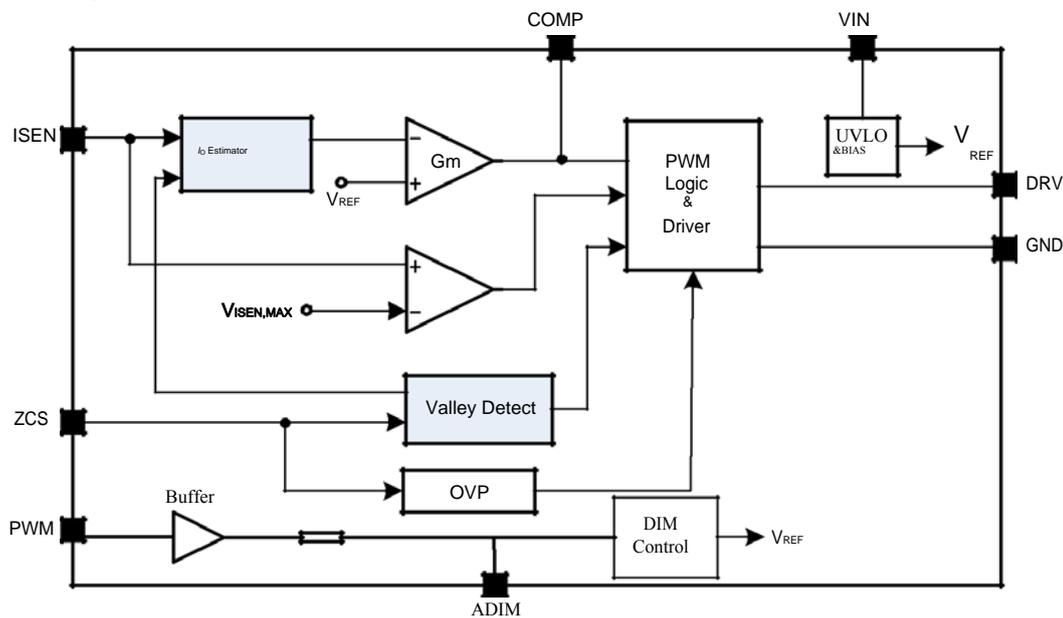 COMP
VIN
ISEN
IO Estimator
Gm
VREF
PWM
Logic
&
Driver
UVLO
&BIAS
VREF
DRV
GND
VISEN,MAX
ZCS
Valley Detect
OVP
Buffer
PWM
DIM
Control
VREF
ADIM